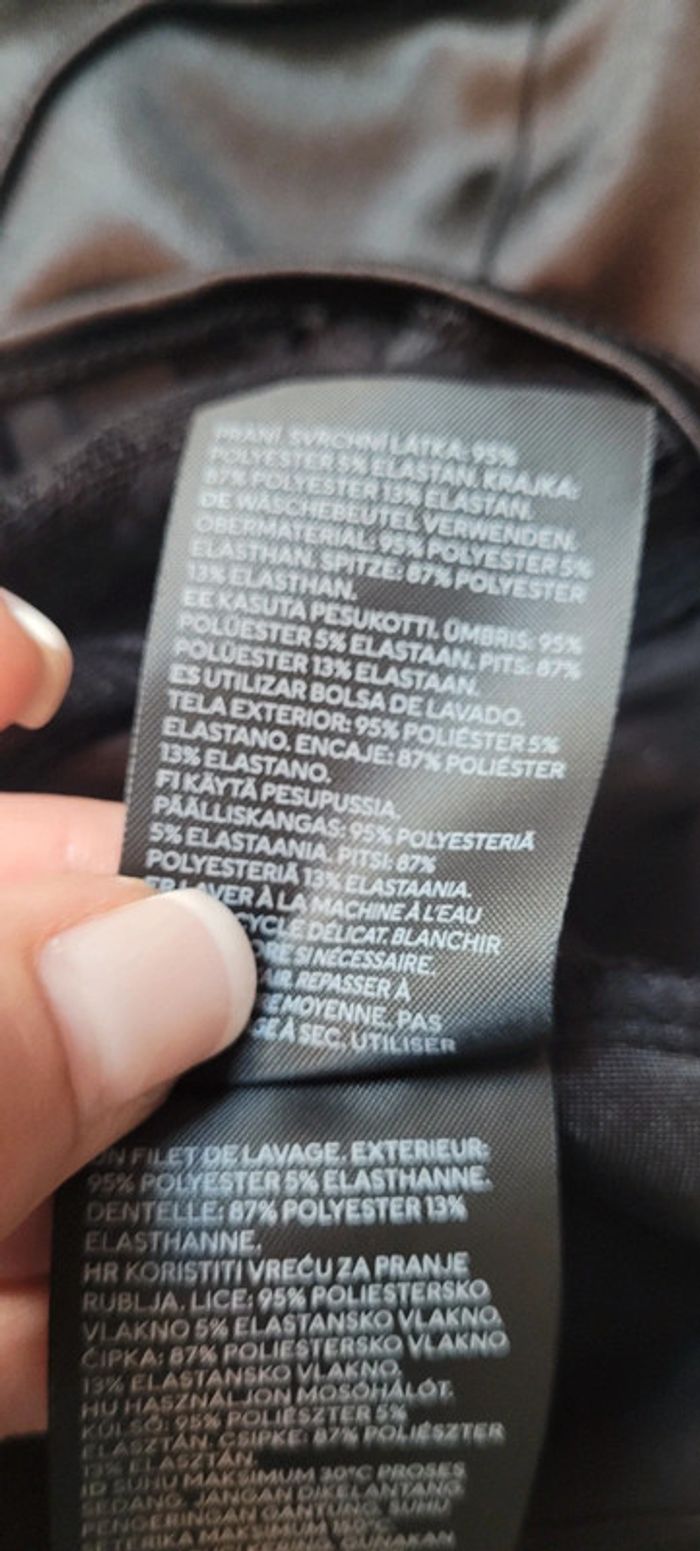 PRANÍ. SVRCHNÍ LÁTKA: 95%
POLYESTER 5% ELASTAN. KRAJKA:
87% POLYESTER 13% ELASTAN.
DE WÄSCHEBEUTEL VERWENDEN.
OBERMATERIAL: 95% POLYESTER 5%
ELASTHAN. SPITZE: 87% POLYESTER
13% ELASTHAN.
EE KASUTA PESUKOTTI. ÜMBRIS: 95%
POLÜESTER 5% ELASTAAN. PITS: 87%
POLÜESTER 13% ELASTAAN.
ES UTILIZAR BOLSA DE LAVADO.
TELA EXTERIOR: 95% POLIÉSTER 5%
ELASTANO. ENCAJE: 87% POLIÉSTER
13% ELASTANO.
FI KÄYTÄ PESUPUSSIA.
PÄÄLLISKANGAS: 95% POLYESTERIÄ
5% ELASTAANIA. PITSI: 87%
POLYESTERIÄ 13% ELASTAANIA.
FR LAVER À LA MACHINE À L'EAU
CYCLE DÉLICAT. BLANCHIR
SI NÉCESSAIRE.
REPASSER À
MOYENNE. PAS
À SEC. UTILISER
UN FILET DE LAVAGE. EXTERIEUR:
95% POLYESTER 5% ELASTHANNE.
DENTELLE: 87% POLYESTER 13%
ELASTHANNE.
HR KORISTITI VREĆU ZA PRANJE
RUBLJA. LICE: 95% POLIESTERSKO
VLAKNO 5% ELASTANSKO VLAKNO.
ČIPKA: 87% POLIESTERSKO VLAKNO
13% ELASTANSKO VLAKNO.
HU HASZNÁLJON MOSÓHÁLÓT.
KÜLSŐ: 95% POLIÉSZTER 5%
ELASZTÁN. CSIPKE: 87% POLIÉSZTER
13% ELASZTÁN.
ID SUHU MAKSIMUM 30°C PROSES
SEDANG. JANGAN DIKELANTANG.
PENGERINGAN GANTUNG. SUHU
SETERIKA MAKSIMUM